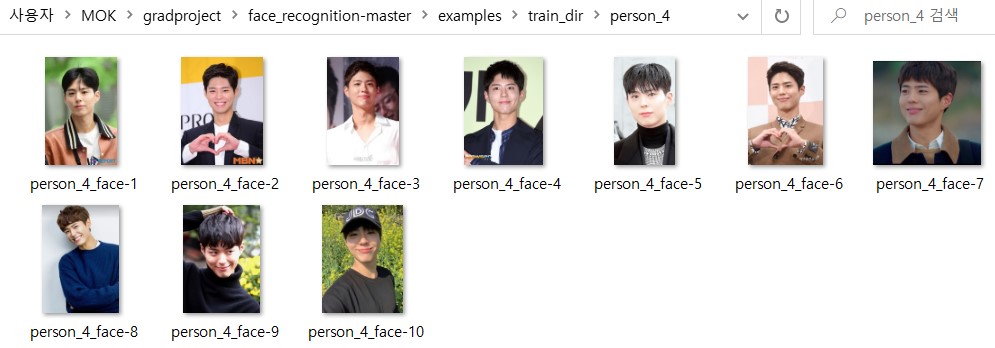 사용자 > MOK > gradproject > face_recognition-master > examples > train_dir > person_4
person_4 검색
PRO
MBN
person_4_face-1
person_4_face-2
person_4_face-3
person_4_face-4
person_4_face-5
person_4_face-6
person_4_face-7
person_4_face-8
person_4_face-9
person_4_face-10